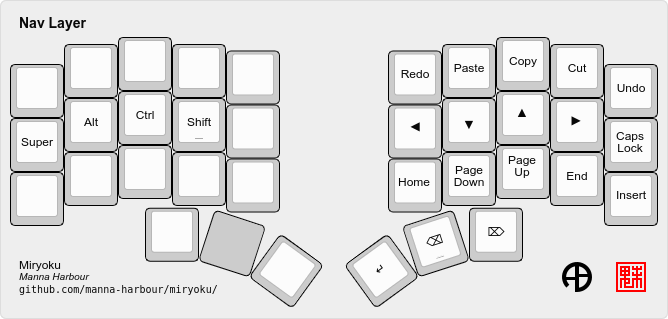 Nav Layer
Redo
Paste
Copy
Cut
Undo
Super
Alt
Ctrl
Shift
◄
▼
▲
►
Caps
Lock
Home
Page
Down
Page
Up
End
Insert
↵
⌫
⌦
Miryoku
Manna Harbour
github.com/manna-harbour/miryoku/